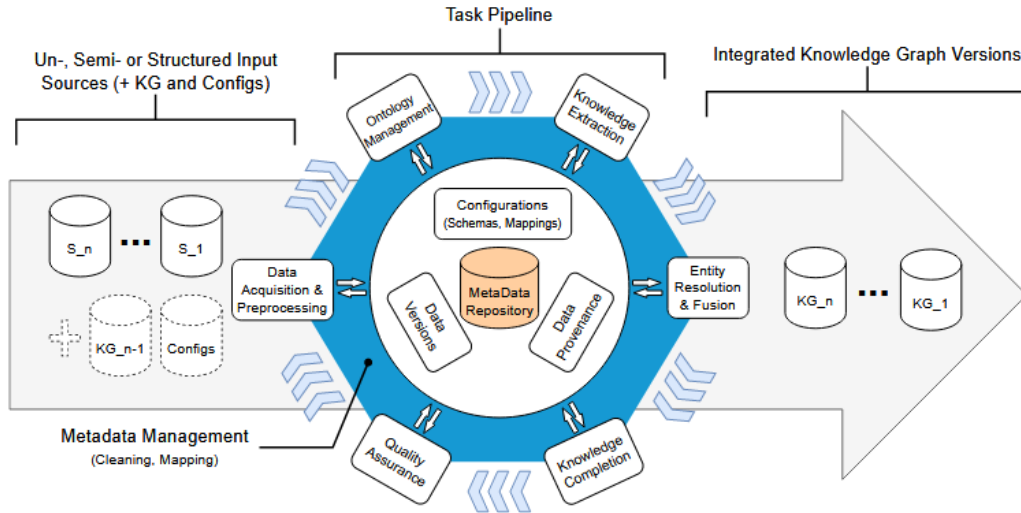 Task Pipeline
Un-, Semi- or Structured Input
Sources (+ KG and Configs)
Integrated Knowledge Graph Versions
Ontology
Management
Knowledge
Extraction
Configurations
(Schemas, Mappings)
S_n
S_1
Data
Acquisition &
Preprocessing
MetaData
Repository
Entity
Resolution
& Fusion
KG_n
KG_1
Data
Versions
Data
Provenance
KG_n-1
Configs
Metadata Management
(Cleaning, Mapping)
Quality
Assurance
Knowledge
Completion